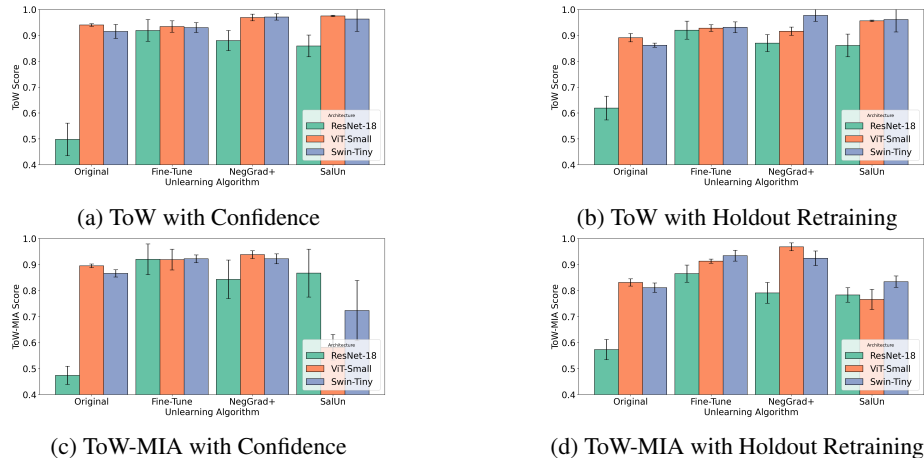 1.0
0.9
0.8
0.7
0.6
0.5
0.4
ToW Score
Architecture
ResNet-18
ViT-Small
Swin-Tiny
Original Fine-Tune NegGrad+ SalUn
Unlearning Algorithm
(a) ToW with Confidence
1.0
0.9
0.8
0.7
0.6
0.5
0.4
ToW Score
Architecture
ResNet-18
ViT-Small
Swin-Tiny
Original Fine-Tune NegGrad+ SalUn
Unlearning Algorithm
(b) ToW with Holdout Retraining
1.0
0.9
0.8
0.7
0.6
0.5
0.4
ToW-MIA Score
Architecture
ResNet-18
ViT-Small
Swin-Tiny
Original Fine-Tune NegGrad+ SalUn
Unlearning Algorithm
(c) ToW-MIA with Confidence
1.0
0.9
0.8
0.7
0.6
0.5
0.4
ToW-MIA Score
Architecture
ResNet-18
ViT-Small
Swin-Tiny
Original Fine-Tune NegGrad+ SalUn
Unlearning Algorithm
(d) ToW-MIA with Holdout Retraining